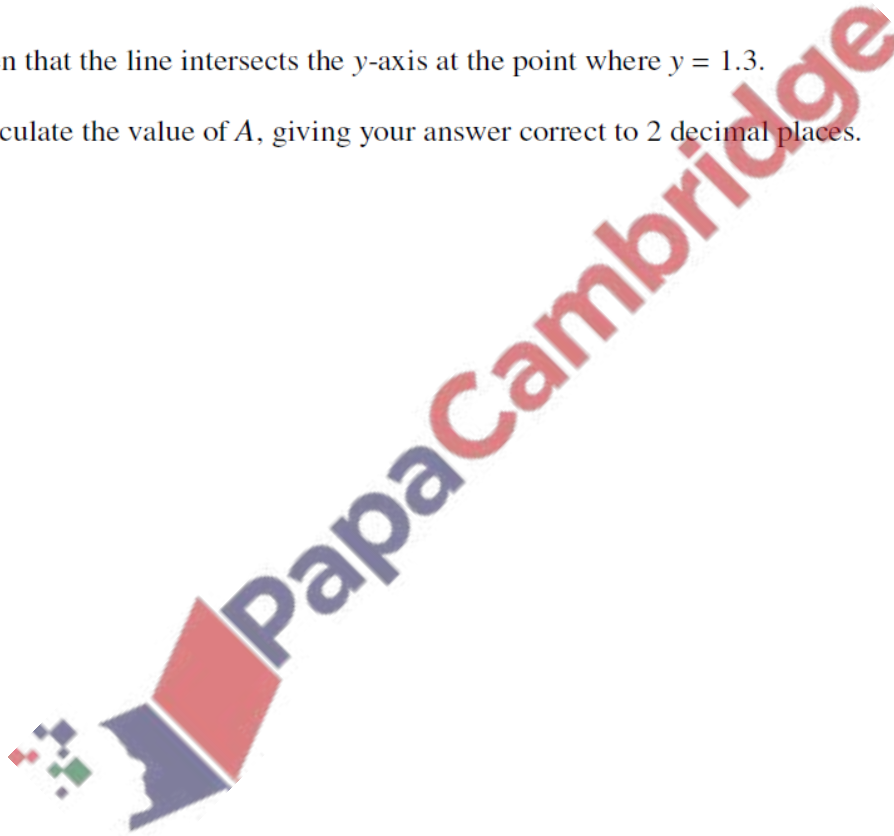 n that the line intersects the y-axis at the point where y = 1.3.
culate the value of A, giving your answer correct to 2 decimal places.
PapaCambridge